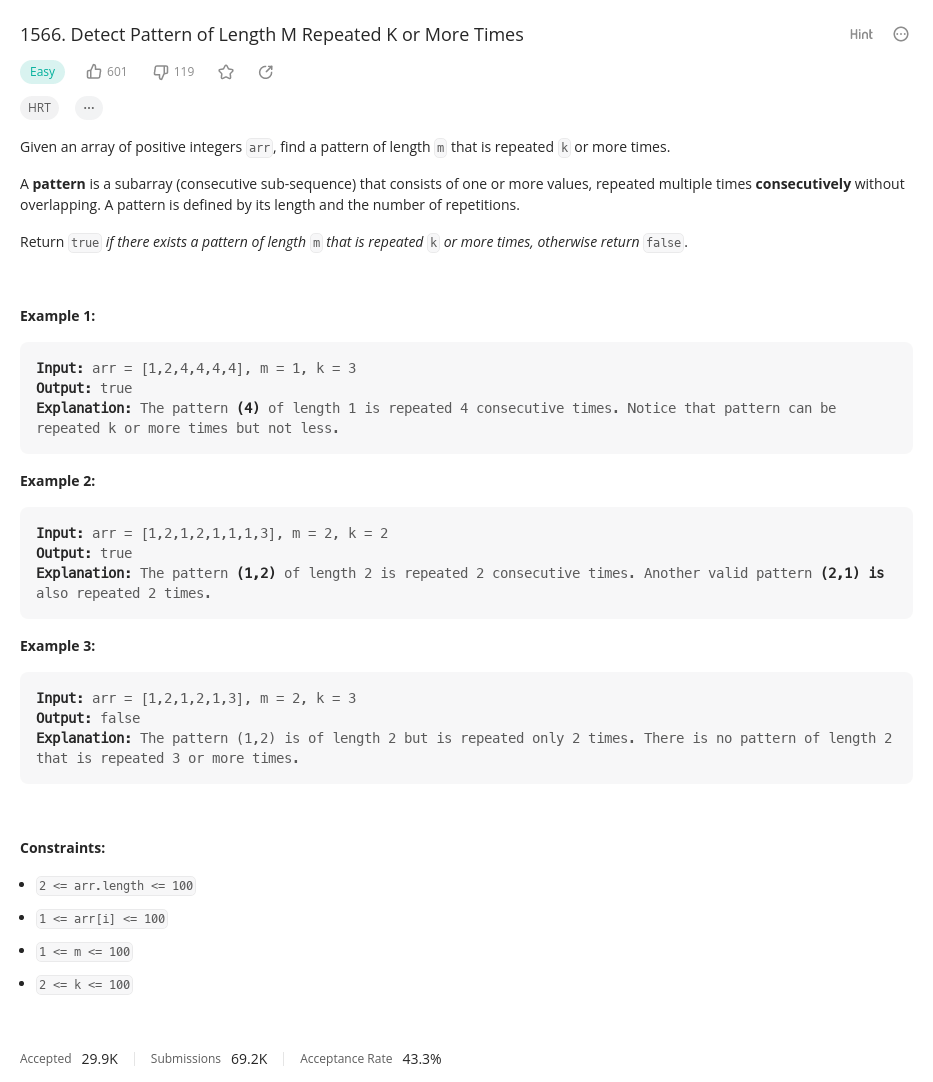 1566. Detect Pattern of Length M Repeated K or More Times
Hint
Easy 601 119
HRT ...
Given an array of positive integers arr, find a pattern of length m that is repeated k or more times.
A pattern is a subarray (consecutive sub-sequence) that consists of one or more values, repeated multiple times consecutively without
overlapping. A pattern is defined by its length and the number of repetitions.
Return true if there exists a pattern of length m that is repeated k or more times, otherwise return false.
Example 1:
Input: arr = [1,2,4,4,4,4], m = 1, k = 3
Output: true
Explanation: The pattern (4) of length 1 is repeated 4 consecutive times. Notice that pattern can be
repeated k or more times but not less.
Example 2:
Input: arr = [1,2,1,2,1,1,1,3], m = 2, k = 2
Output: true
Explanation: The pattern (1,2) of length 2 is repeated 2 consecutive times. Another valid pattern (2,1) is
also repeated 2 times.
Example 3:
Input: arr = [1,2,1,2,1,3], m = 2, k = 3
Output: false
Explanation: The pattern (1,2) is of length 2 but is repeated only 2 times. There is no pattern of length 2
that is repeated 3 or more times.
Constraints:
• 2 <= arr.length <= 100
• 1 <= arr[i] <= 100
• 1 <= m <= 100
• 2 <= k <= 100
Accepted 29.9K Submissions 69.2K Acceptance Rate 43.3%